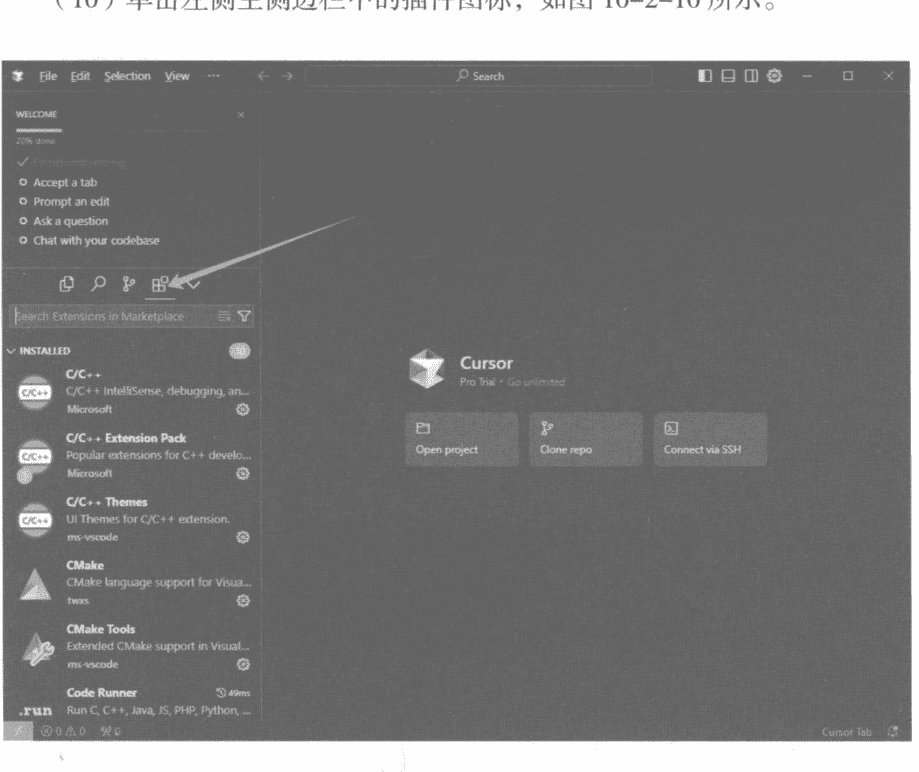 （10）单击左侧主侧边栏中的插件图标，如图 10-2-10 所示。
File Edit Selection View ···
Search
WELCOME
20% done
Accept a tab
Prompt an edit
Ask a question
Chat with your codebase
Search Extensions in Marketplace
INSTALLED
C/C++
C/C++ IntelliSense, debugging, an...
Microsoft
C/C++ Extension Pack
Popular extensions for C++ develo...
Microsoft
C/C++ Themes
UI Themes for C/C++ extension.
ms-vscode
CMake
CMake language support for Visua...
twxs
CMake Tools
Extended CMake support in Visual...
ms-vscode
Code Runner 49ms
.run Run C, C++, Java, JS, PHP, Python, ...
Cursor
Pro Trial · Go unlimited
Open project
Clone repo
Connect via SSH
0 0 0
Cursor Tab